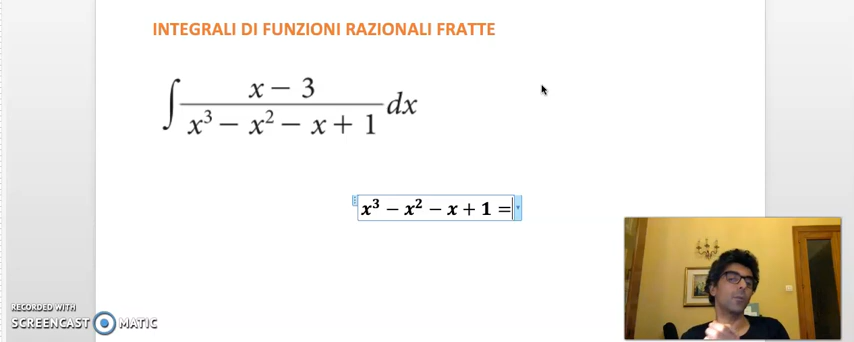 INTEGRALI DI FUNZIONI RAZIONALI FRATTE
∫ (x − 3)/(x³ − x² − x + 1) dx
x³ − x² − x + 1 =
RECORDED WITH
SCREENCAST MATIC